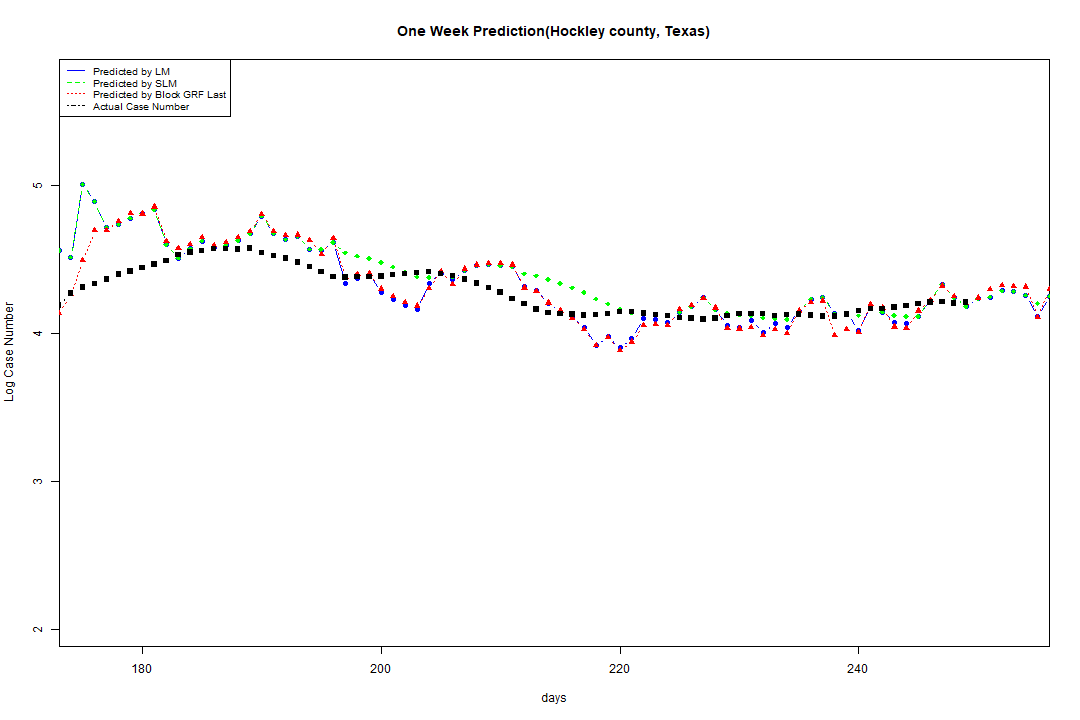 One Week Prediction(Hockley county, Texas)
Predicted by LM
Predicted by SLM
Predicted by Block GRF Last
Actual Case Number
5
4
3
2
Log Case Number
180 200 220 240
days